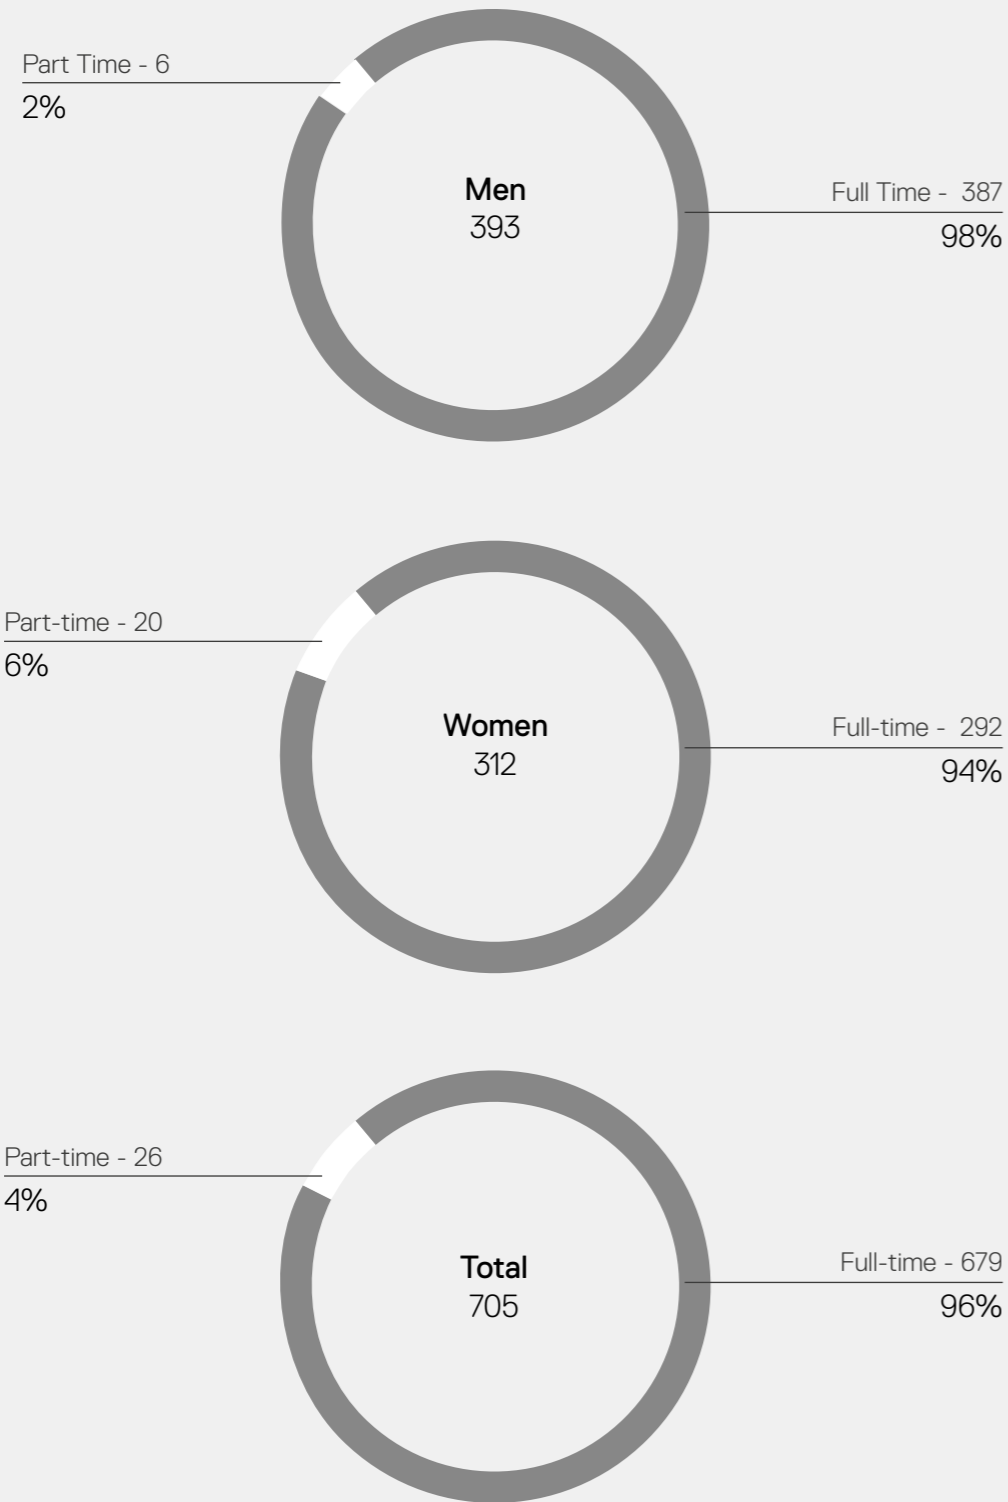 Part Time - 6
2%
Men
393
Full Time - 387
98%
Part-time - 20
6%
Women
312
Full-time - 292
94%
Part-time - 26
4%
Total
705
Full-time - 679
96%